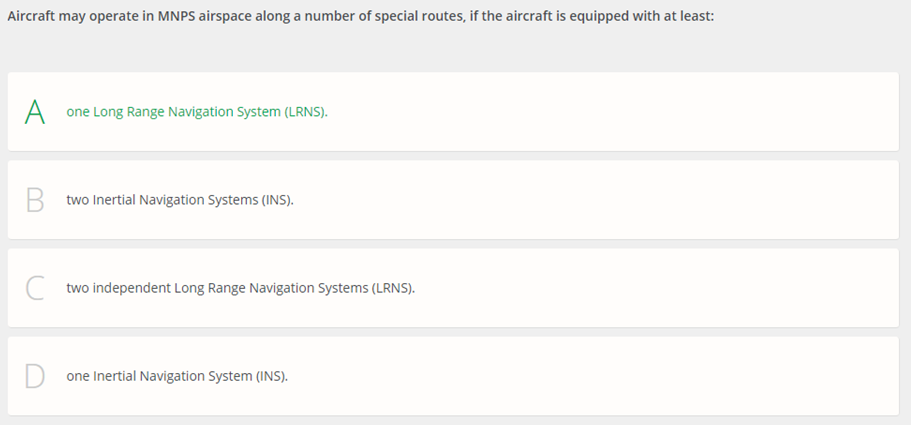 Aircraft may operate in MNPS airspace along a number of special routes, if the aircraft is equipped with at least:
A one Long Range Navigation System (LRNS).
B two Inertial Navigation Systems (INS).
C two independent Long Range Navigation Systems (LRNS).
D one Inertial Navigation System (INS).